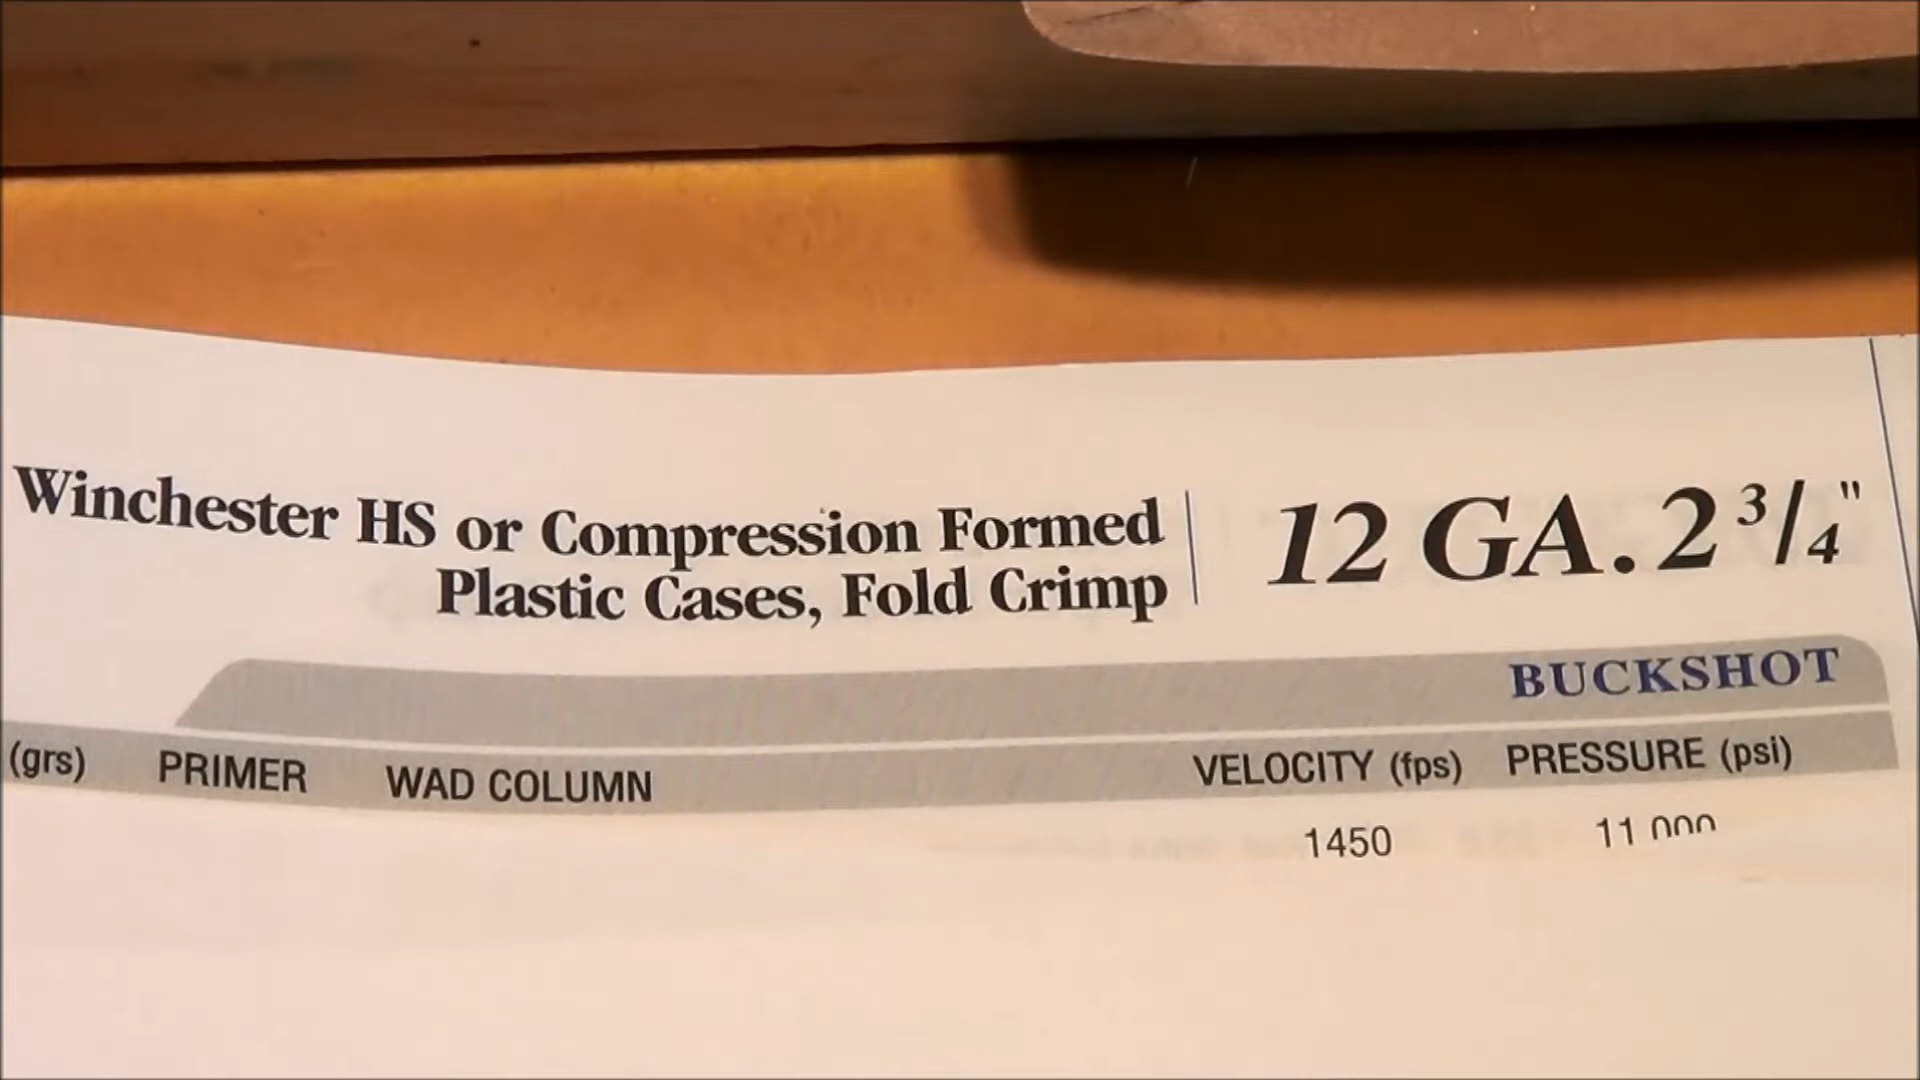 Winchester HS or Compression Formed
Plastic Cases, Fold Crimp
12 GA. 2 3/4"
BUCKSHOT
(grs) PRIMER WAD COLUMN VELOCITY (fps) PRESSURE (psi)
1450 11